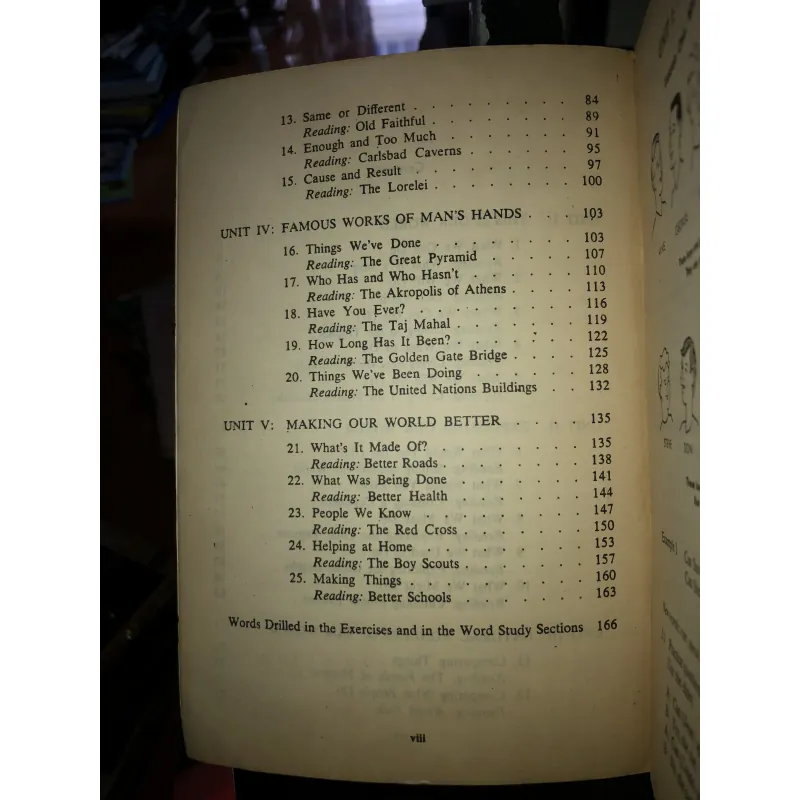 13. Same or Different . . . . . . . . . 84
Reading: Old Faithful . . . . . . . . 89
14. Enough and Too Much . . . . . . . 91
Reading: Carlsbad Caverns . . . . . . 95
15. Cause and Result . . . . . . . . . 97
Reading: The Lorelei . . . . . . . . 100
UNIT IV: FAMOUS WORKS OF MAN'S HANDS . . . 103
16. Things We've Done . . . . . . . . 103
Reading: The Great Pyramid . . . . . 107
17. Who Has and Who Hasn't . . . . . . 110
Reading: The Akropolis of Athens . . . . 113
18. Have You Ever? . . . . . . . . . 116
Reading: The Taj Mahal . . . . . . . 119
19. How Long Has It Been? . . . . . . . 122
Reading: The Golden Gate Bridge . . . . 125
20. Things We've Been Doing . . . . . . 128
Reading: The United Nations Buildings . . 132
UNIT V: MAKING OUR WORLD BETTER . . . . 135
21. What's It Made Of? . . . . . . . . 135
Reading: Better Roads . . . . . . . . 138
22. What Was Being Done . . . . . . . 141
Reading: Better Health . . . . . . . 144
23. People We Know . . . . . . . . . 147
Reading: The Red Cross . . . . . . . 150
24. Helping at Home . . . . . . . . . 153
Reading: The Boy Scouts . . . . . . . 157
25. Making Things . . . . . . . . . . 160
Reading: Better Schools . . . . . . . 163
Words Drilled in the Exercises and in the Word Study Sections 166
viii
Example 1